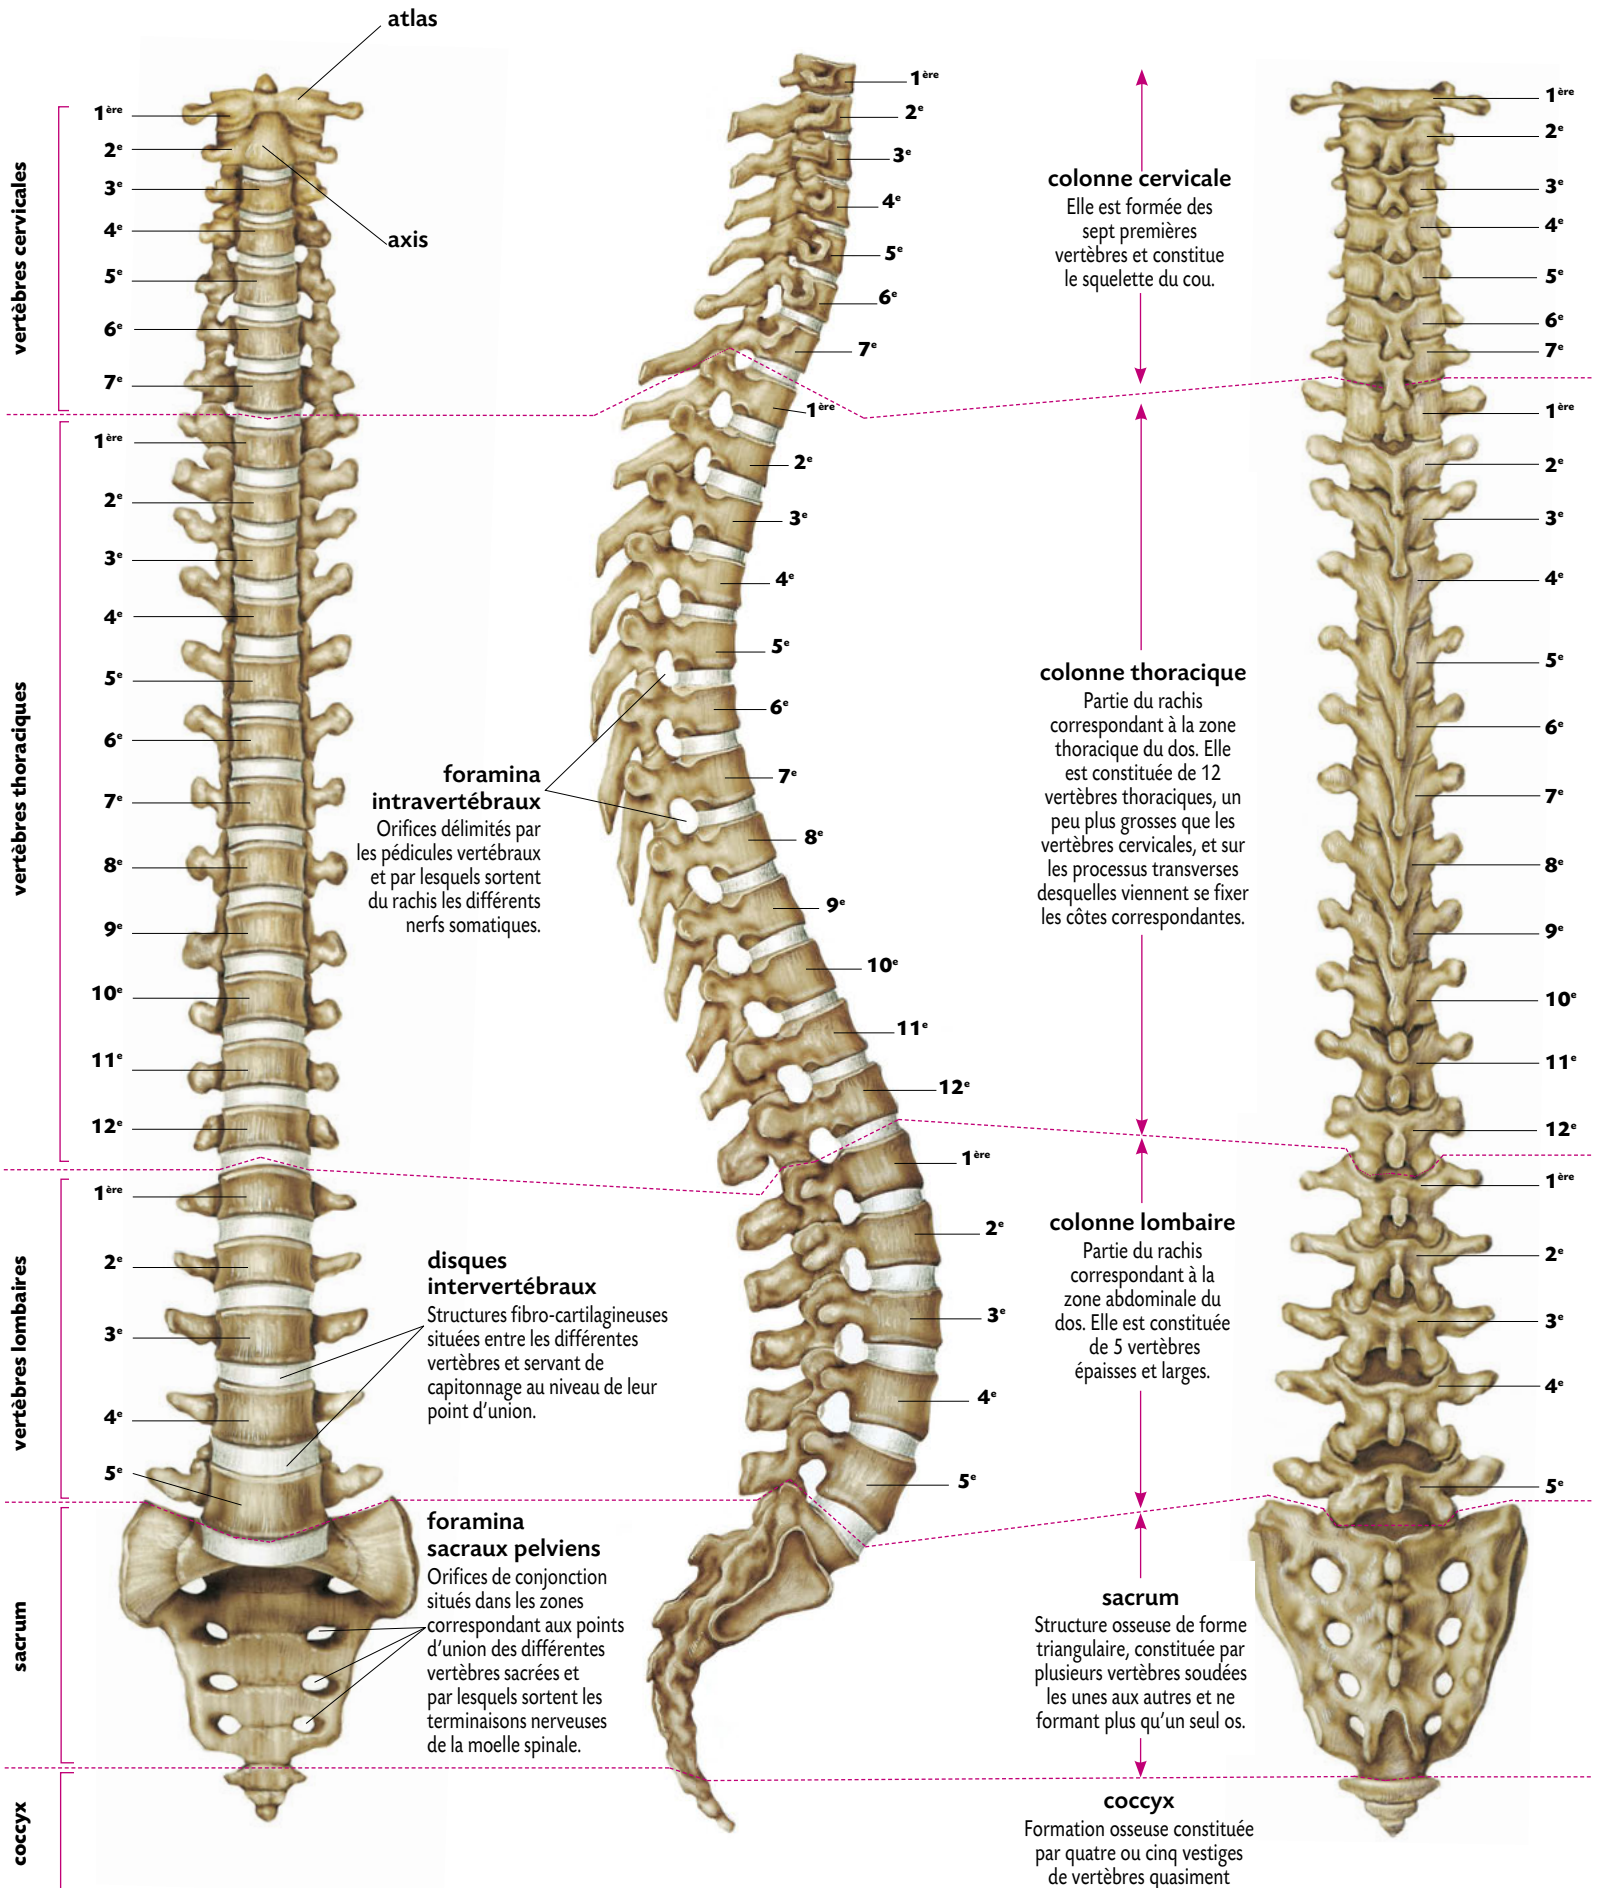 atlas
axis
vertèbres cervicales
1ère
2e
3e
4e
5e
6e
7e
vertèbres thoraciques
1ère
2e
3e
4e
5e
6e
7e
8e
9e
10e
11e
12e
vertèbres lombaires
1ère
2e
3e
4e
5e
sacrum
coccyx
1ère
2e
3e
4e
5e
6e
7e
1ère
2e
3e
4e
5e
6e
7e
8e
9e
10e
11e
12e
1ère
2e
3e
4e
5e
foramina
intravertébraux
Orifices délimités par
les pédicules vertébraux
et par lesquels sortent
du rachis les différents
nerfs somatiques.
disques
intervertébraux
Structures fibro-cartilagineuses
situées entre les différentes
vertèbres et servant de
capitonnage au niveau de leur
point d’union.
foramina
sacraux pelviens
Orifices de conjonction
situés dans les zones
correspondant aux points
d’union des différentes
vertèbres sacrées et
par lesquels sortent les
terminaisons nerveuses
de la moelle spinale.
colonne cervicale
Elle est formée des
sept premières
vertèbres et constitue
le squelette du cou.
colonne thoracique
Partie du rachis
correspondant à la zone
thoracique du dos. Elle
est constituée de 12
vertèbres thoraciques, un
peu plus grosses que les
vertèbres cervicales, et sur
les processus transverses
desquelles viennent se fixer
les côtes correspondantes.
colonne lombaire
Partie du rachis
correspondant à la
zone abdominale du
dos. Elle est constituée
de 5 vertèbres
épaisses et larges.
sacrum
Structure osseuse de forme
triangulaire, constituée par
plusieurs vertèbres soudées
les unes aux autres et ne
formant plus qu’un seul os.
coccyx
Formation osseuse constituée
par quatre ou cinq vestiges
de vertèbres quasiment
1ère
2e
3e
4e
5e
6e
7e
1ère
2e
3e
4e
5e
6e
7e
8e
9e
10e
11e
12e
1ère
2e
3e
4e
5e